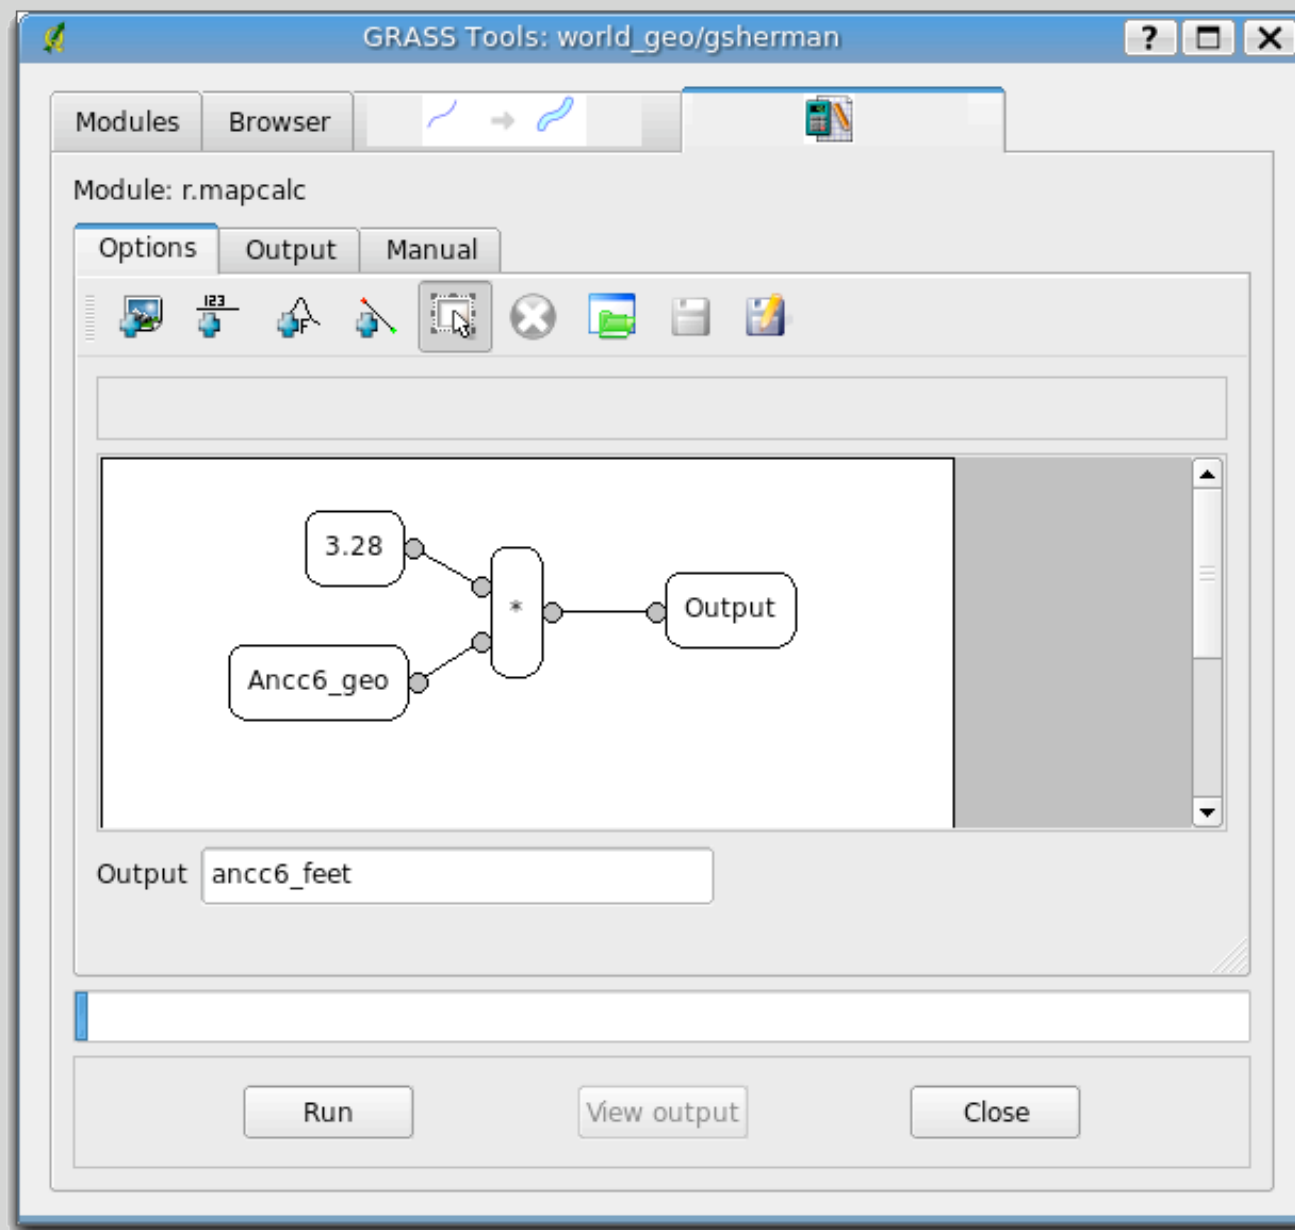 GRASS Tools: world_geo/gsherman
Modules Browser
Module: r.mapcalc
Options Output Manual
123
F
3.28
*
Output
Ancc6_geo
Output ancc6_feet
Run View output Close